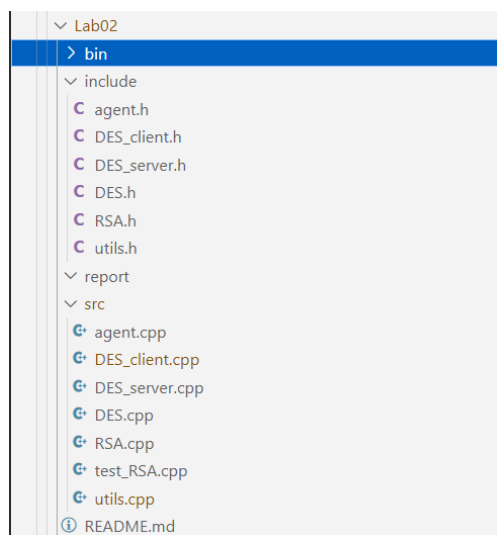 Lab02
bin
include
C agent.h
C DES_client.h
C DES_server.h
C DES.h
C RSA.h
C utils.h
report
src
C+ agent.cpp
C+ DES_client.cpp
C+ DES_server.cpp
C+ DES.cpp
C+ RSA.cpp
C+ test_RSA.cpp
C+ utils.cpp
README.md